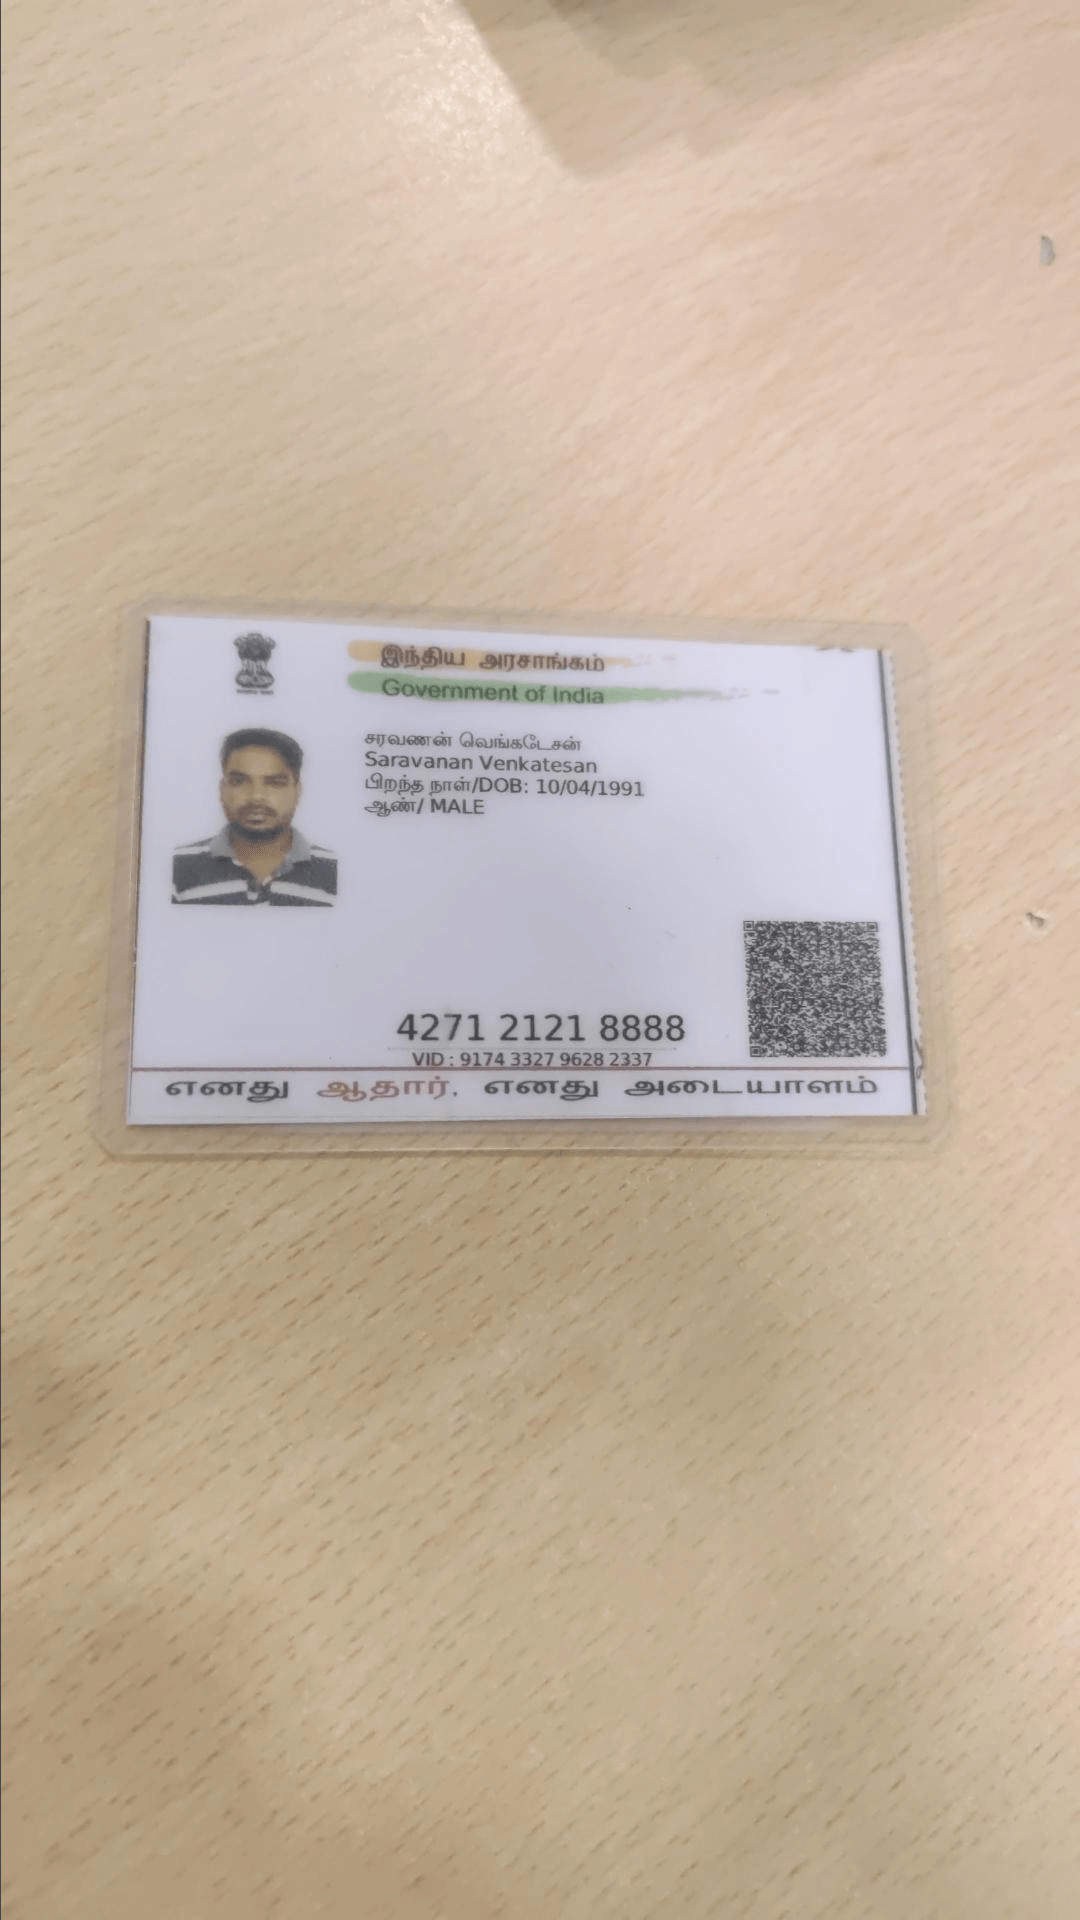 இந்திய அரசாங்கம்
Government of India
சரவணன் வெங்கடேசன்
Saravanan Venkatesan
பிறந்த நாள்/DOB: 10/04/1991
ஆண்/ MALE
4271 2121 8888
VID : 9174 3327 9628 2337
எனது ஆதார், எனது அடையாளம்